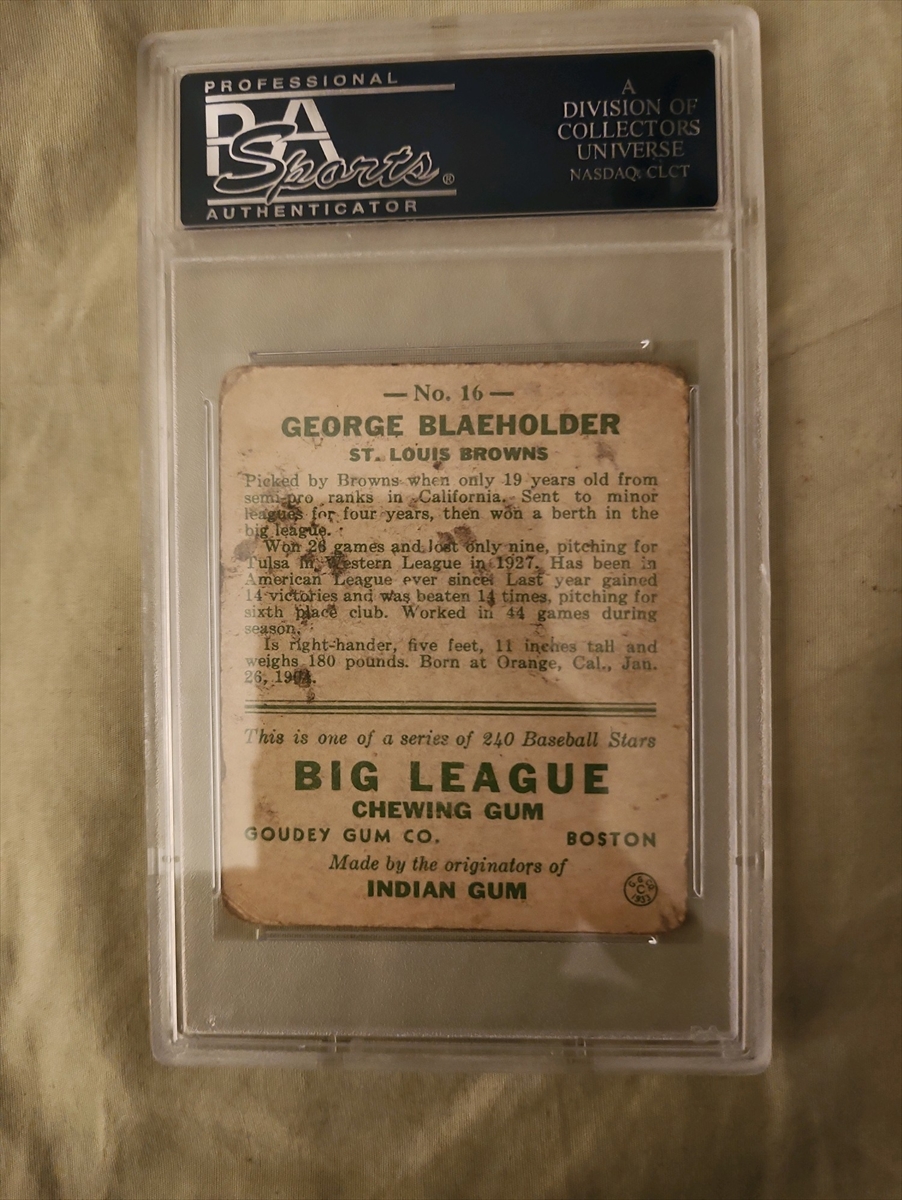 PROFESSIONAL
PSA
Sports®
AUTHENTICATOR
A
DIVISION OF
COLLECTORS
UNIVERSE
NASDAQ: CLCT
— No. 16 —
GEORGE BLAEHOLDER
ST. LOUIS BROWNS
Picked by Browns when only 19 years old from
semi-pro ranks in California. Sent to minor
leagues for four years, then won a berth in the
big league.
Won 26 games and lost only nine, pitching for
Tulsa in Western League in 1927. Has been in
American League ever since. Last year gained
14 victories and was beaten 14 times, pitching for
sixth place club. Worked in 44 games during
season.
Is right-hander, five feet, 11 inches tall and
weighs 180 pounds. Born at Orange, Cal., Jan.
26, 1904.
This is one of a series of 240 Baseball Stars
BIG LEAGUE
CHEWING GUM
GOUDEY GUM CO. BOSTON
Made by the originators of
INDIAN GUM
G.G.CO.
C
1933